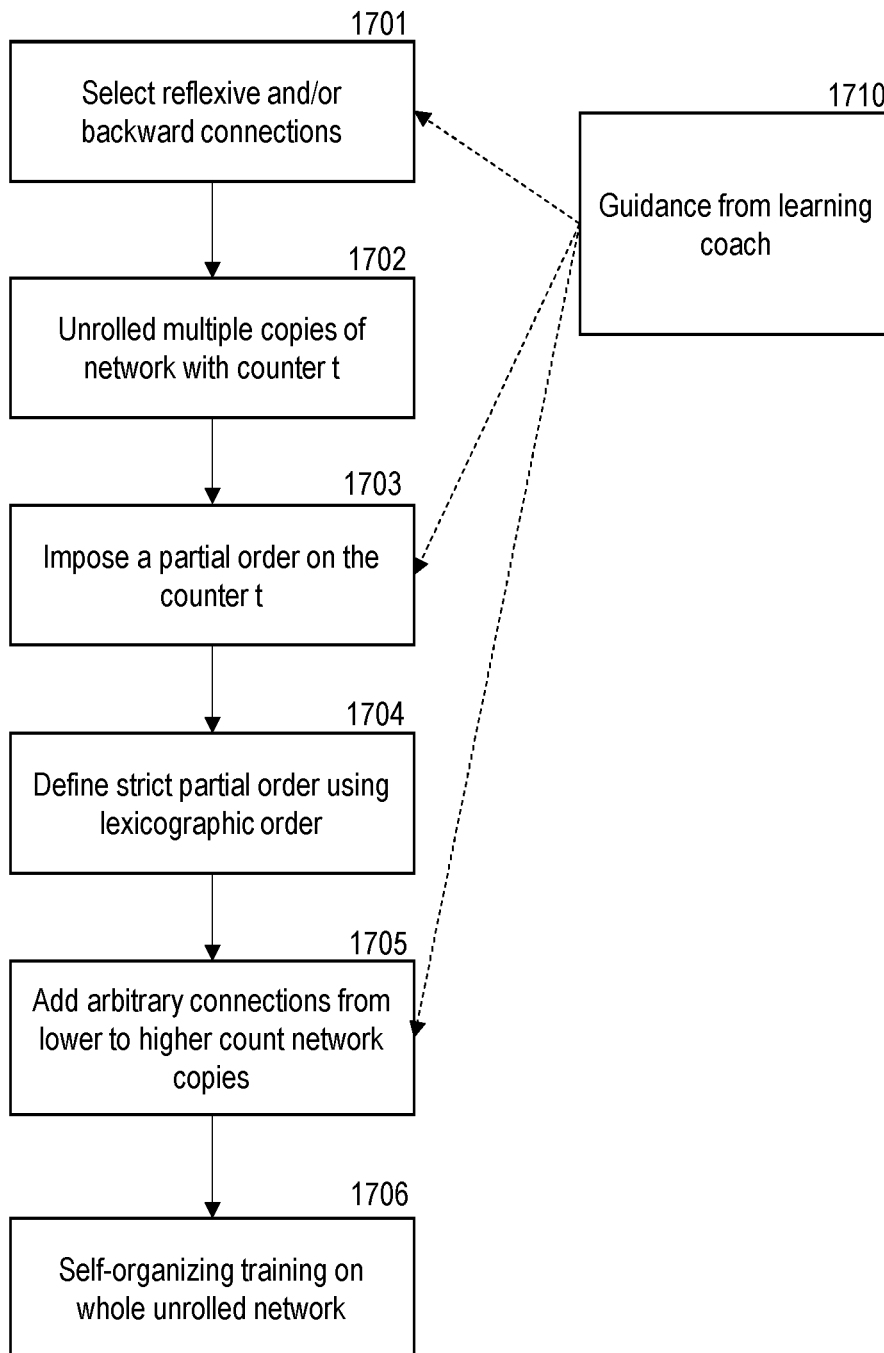 1701
Select reflexive and/or
backward connections
1710
Guidance from learning
coach
1702
Unrolled multiple copies of
network with counter t
1703
Impose a partial order on the
counter t
1704
Define strict partial order using
lexicographic order
1705
Add arbitrary connections from
lower to higher count network
copies
1706
Self-organizing training on
whole unrolled network